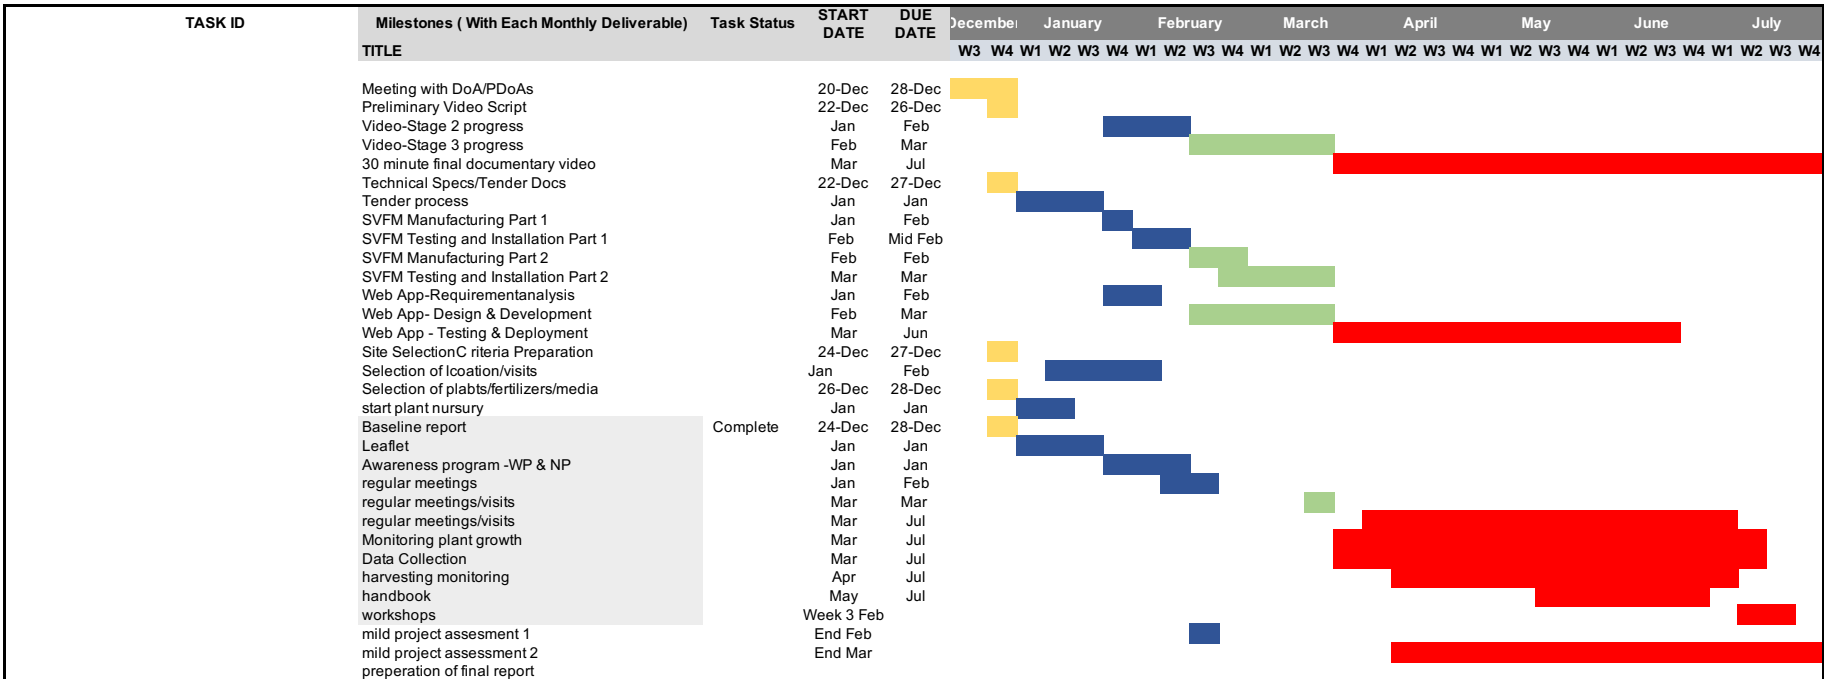 TASK ID Milestones ( With Each Monthly Deliverable) Task Status START DATE DUE DATE December January February March April May June July
TITLE W3 W4 W1 W2 W3 W4 W1 W2 W3 W4 W1 W2 W3 W4 W1 W2 W3 W4 W1 W2 W3 W4 W1 W2 W3 W4 W1 W2 W3 W4
Meeting with DoA/PDoAs 20-Dec 28-Dec
Preliminary Video Script 22-Dec 26-Dec
Video-Stage 2 progress Jan Feb
Video-Stage 3 progress Feb Mar
30 minute final documentary video Mar Jul
Technical Specs/Tender Docs 22-Dec 27-Dec
Tender process Jan Jan
SVFM Manufacturing Part 1 Jan Feb
SVFM Testing and Installation Part 1 Feb Mid Feb
SVFM Manufacturing Part 2 Feb Feb
SVFM Testing and Installation Part 2 Mar Mar
Web App-Requirementanalysis Jan Feb
Web App- Design & Development Feb Mar
Web App - Testing & Deployment Mar Jun
Site SelectionC riteria Preparation 24-Dec 27-Dec
Selection of lcoation/visits Jan Feb
Selection of plabts/fertilizers/media 26-Dec 28-Dec
start plant nursury Jan Jan
Baseline report Complete 24-Dec 28-Dec
Leaflet Jan Jan
Awareness program -WP & NP Jan Jan
regular meetings Jan Feb
regular meetings/visits Mar Mar
regular meetings/visits Mar Jul
Monitoring plant growth Mar Jul
Data Collection Mar Jul
harvesting monitoring Apr Jul
handbook May Jul
workshops Week 3 Feb
mild project assesment 1 End Feb
mild project assessment 2 End Mar
preperation of final report